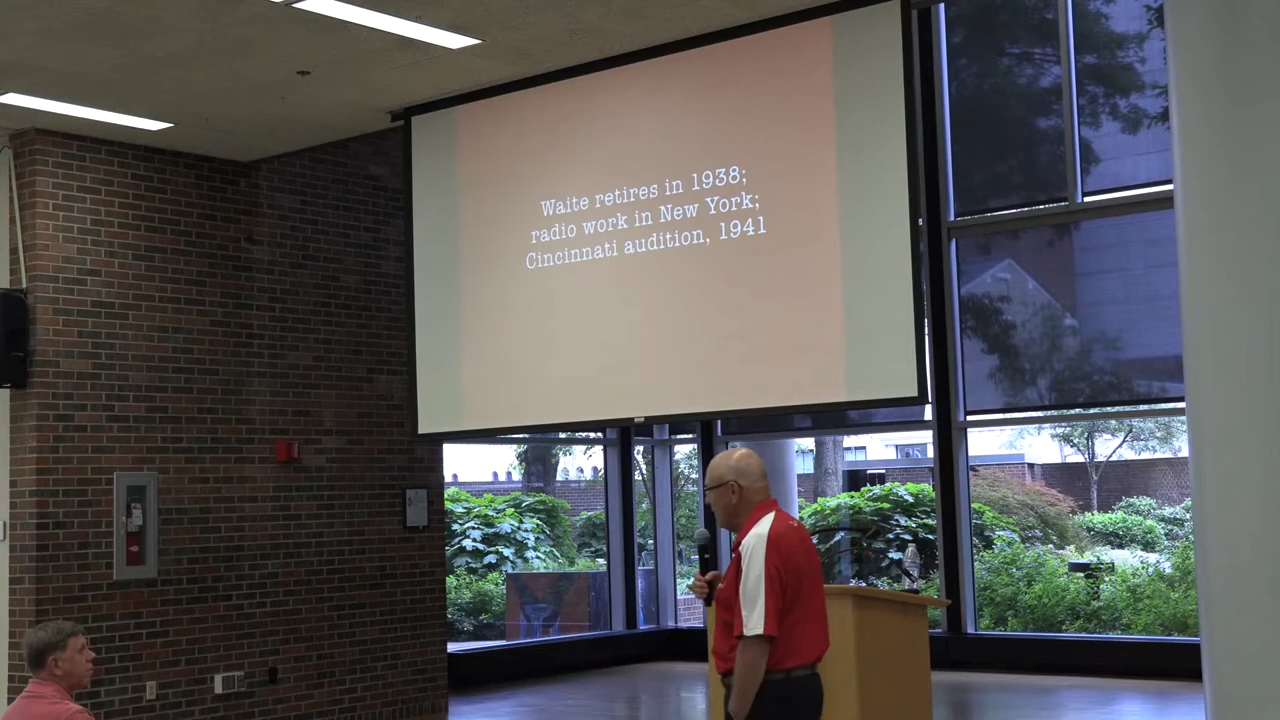 Waite retires in 1938;
radio work in New York;
Cincinnati audition, 1941